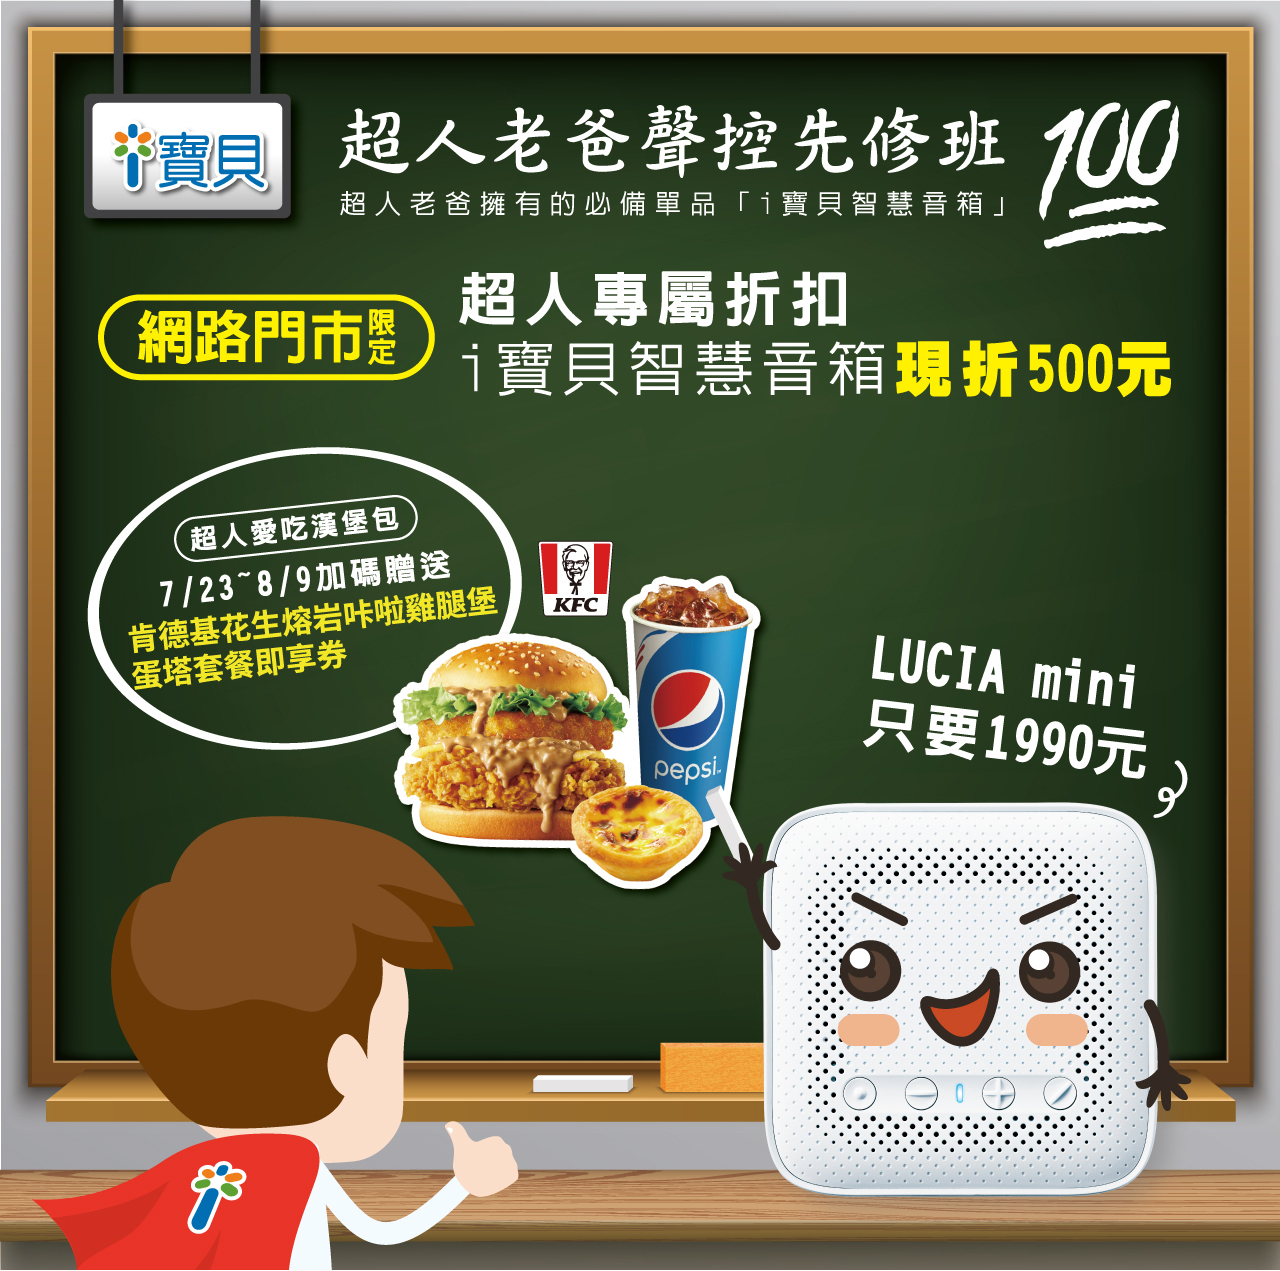 i寶貝
超人老爸聲控先修班
100
超人老爸擁有的必備單品「i寶貝智慧音箱」
網路門市限定
超人專屬折扣
i寶貝智慧音箱現折500元
超人愛吃漢堡包
7/23~8/9加碼贈送
肯德基花生熔岩咔啦雞腿堡
蛋塔套餐即享券
KFC
pepsi
LUCIA mini
只要1990元